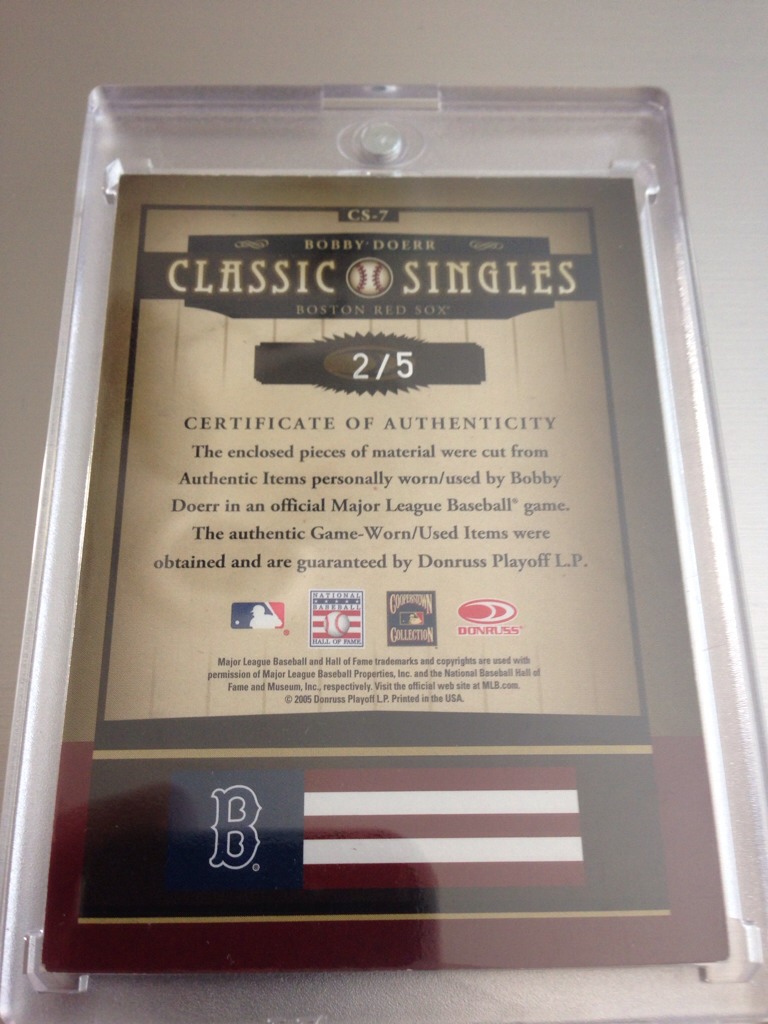 CS-7
BOBBY DOERR
CLASSIC SINGLES
BOSTON RED SOX®
2/5
CERTIFICATE OF AUTHENTICITY
The enclosed pieces of material were cut from
Authentic Items personally worn/used by Bobby
Doerr in an official Major League Baseball® game.
The authentic Game-Worn/Used Items were
obtained and are guaranteed by Donruss Playoff L.P.
NATIONAL
BASEBALL
HALL OF FAME
COOPERSTOWN
COLLECTION
DONRUSS®
Major League Baseball and Hall of Fame trademarks and copyrights are used with
permission of Major League Baseball Properties, Inc. and the National Baseball Hall of
Fame and Museum, Inc., respectively. Visit the official web site at MLB.com.
© 2005 Donruss Playoff L.P. Printed in the USA.
B®